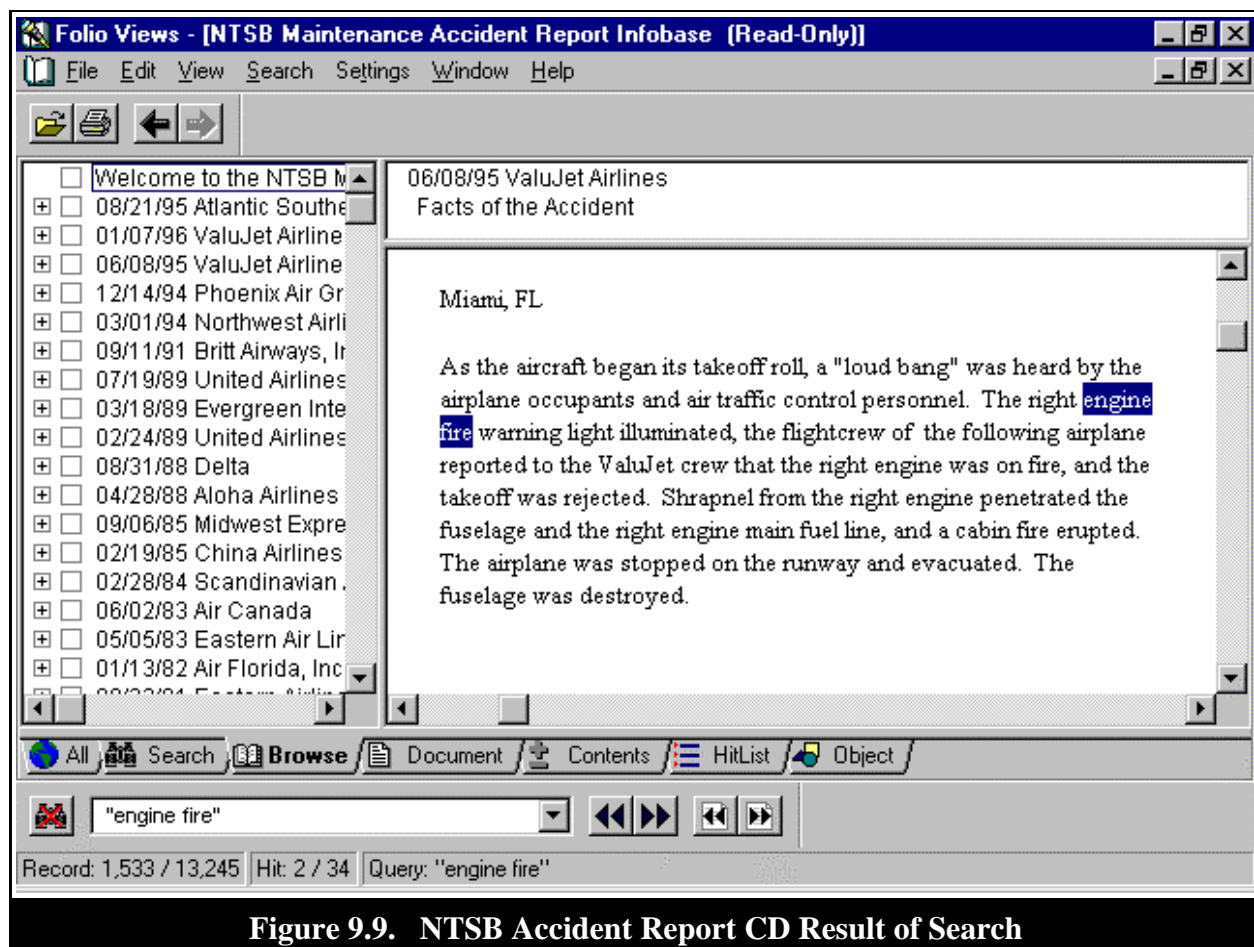 Folio Views - [NTSB Maintenance Accident Report Infobase (Read-Only)]
File Edit View Search Settings Window Help
Welcome to the NTSB M
08/21/95 Atlantic Southe
01/07/96 ValuJet Airline
06/08/95 ValuJet Airline
12/14/94 Phoenix Air Gr
03/01/94 Northwest Airli
09/11/91 Britt Airways, Ir
07/19/89 United Airlines
03/18/89 Evergreen Inte
02/24/89 United Airlines
08/31/88 Delta
04/28/88 Aloha Airlines
09/06/85 Midwest Expre
02/19/85 China Airlines
02/28/84 Scandinavian
06/02/83 Air Canada
05/05/83 Eastern Air Lir
01/13/82 Air Florida, Inc
06/08/95 ValuJet Airlines
Facts of the Accident
Miami, FL
As the aircraft began its takeoff roll, a "loud bang" was heard by the
airplane occupants and air traffic control personnel. The right engine
fire warning light illuminated, the flightcrew of the following airplane
reported to the ValuJet crew that the right engine was on fire, and the
takeoff was rejected. Shrapnel from the right engine penetrated the
fuselage and the right engine main fuel line, and a cabin fire erupted.
The airplane was stopped on the runway and evacuated. The
fuselage was destroyed.
All Search Browse Document Contents HitList Object
"engine fire"
Record: 1,533 / 13,245 Hit: 2 / 34 Query: "engine fire"
Figure 9.9. NTSB Accident Report CD Result of Search